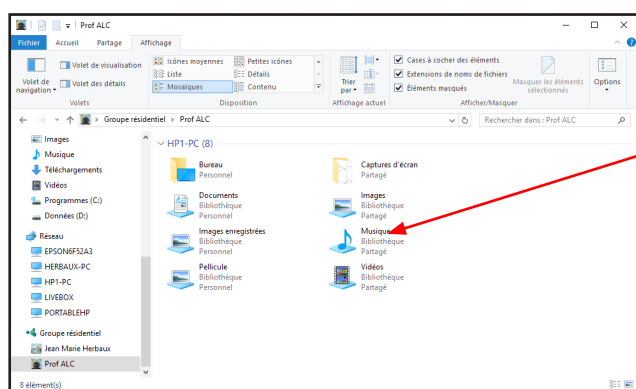 Prof ALC
Fichier Accueil Partage Affichage
Volet de navigation
Volet de visualisation
Volet des détails
Volets
Icônes moyennes Petites icônes
Liste Détails
Mosaïques Contenu
Disposition
Trier par
Affichage actuel
Cases à cocher des éléments
Extensions de noms de fichiers
Éléments masqués
Masquer les éléments sélectionnés
Afficher/Masquer
Options
Groupe résidentiel > Prof ALC
Rechercher dans : Prof ALC
Images
Musique
Téléchargements
Vidéos
Programmes (C:)
Données (D:)
Réseau
EPSON6F52A3
HERBAUX-PC
HP1-PC
LIVEBOX
PORTABLEHP
Groupe résidentiel
Jean Marie Herbaux
Prof ALC
HP1-PC (8)
Bureau
Personnel
Captures d'écran
Partagé
Documents
Bibliothèque
Personnel
Images
Bibliothèque
Partagé
Images enregistrées
Bibliothèque
Personnel
Musique
Bibliothèque
Partagé
Pellicule
Bibliothèque
Personnel
Vidéos
Bibliothèque
Partagé
8 élément(s)